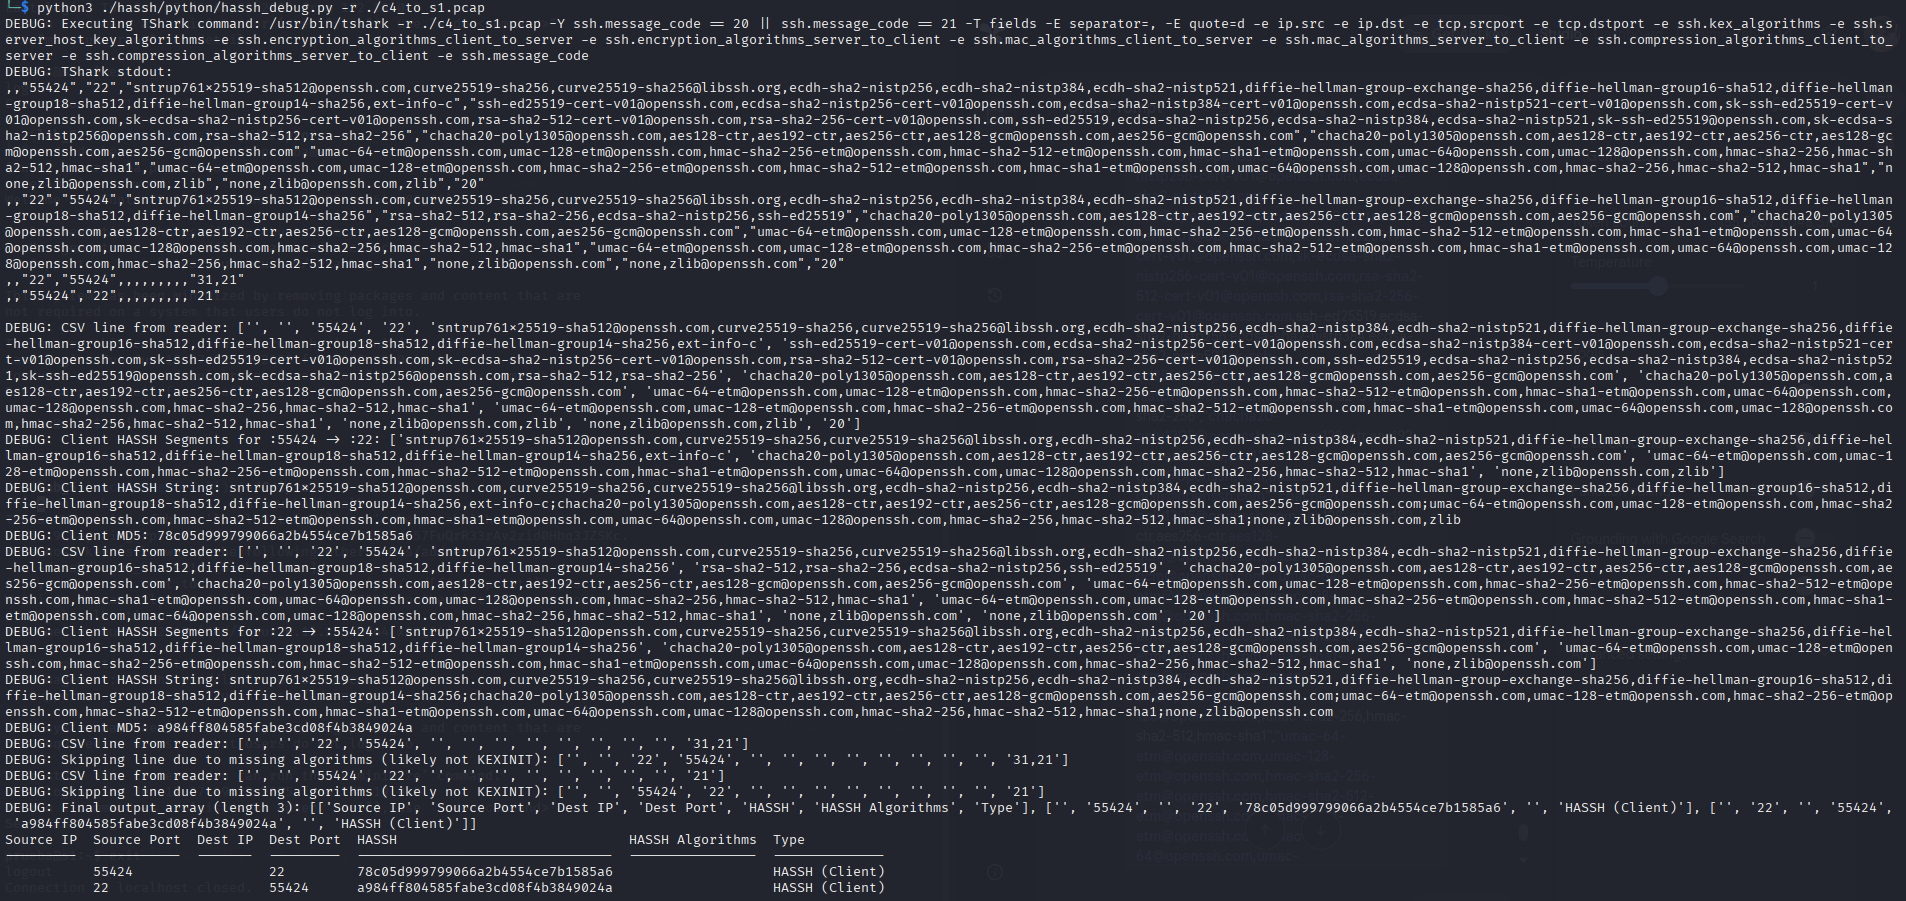 └─$ python3 ./hassh/python/hassh_debug.py -r ./c4_to_s1.pcap
DEBUG: Executing TShark command: /usr/bin/tshark -r ./c4_to_s1.pcap -Y ssh.message_code == 20 || ssh.message_code == 21 -T fields -E separator=, -E quote=d -e ip.src -e ip.dst -e tcp.srcport -e tcp.dstport -e ssh.kex_algorithms -e ssh.s
erver_host_key_algorithms -e ssh.encryption_algorithms_client_to_server -e ssh.encryption_algorithms_server_to_client -e ssh.mac_algorithms_client_to_server -e ssh.mac_algorithms_server_to_client -e ssh.compression_algorithms_client_to_
server -e ssh.compression_algorithms_server_to_client -e ssh.message_code
DEBUG: TShark stdout:
,,"55424","22","sntrup761×25519-sha512@openssh.com,curve25519-sha256,curve25519-sha256@libssh.org,ecdh-sha2-nistp256,ecdh-sha2-nistp384,ecdh-sha2-nistp521,diffie-hellman-group-exchange-sha256,diffie-hellman-group16-sha512,diffie-hellman
-group18-sha512,diffie-hellman-group14-sha256,ext-info-c","ssh-ed25519-cert-v01@openssh.com,ecdsa-sha2-nistp256-cert-v01@openssh.com,ecdsa-sha2-nistp384-cert-v01@openssh.com,ecdsa-sha2-nistp521-cert-v01@openssh.com,sk-ssh-ed25519-cert-v
01@openssh.com,sk-ecdsa-sha2-nistp256-cert-v01@openssh.com,rsa-sha2-512-cert-v01@openssh.com,rsa-sha2-256-cert-v01@openssh.com,ssh-ed25519,ecdsa-sha2-nistp256,ecdsa-sha2-nistp384,ecdsa-sha2-nistp521,sk-ssh-ed25519@openssh.com,sk-ecdsa-s
ha2-nistp256@openssh.com,rsa-sha2-512,rsa-sha2-256","chacha20-poly1305@openssh.com,aes128-ctr,aes192-ctr,aes256-ctr,aes128-gcm@openssh.com,aes256-gcm@openssh.com","chacha20-poly1305@openssh.com,aes128-ctr,aes192-ctr,aes256-ctr,aes128-gc
m@openssh.com,aes256-gcm@openssh.com","umac-64-etm@openssh.com,umac-128-etm@openssh.com,hmac-sha2-256-etm@openssh.com,hmac-sha2-512-etm@openssh.com,hmac-sha1-etm@openssh.com,umac-64@openssh.com,umac-128@openssh.com,hmac-sha2-256,hmac-sh
a2-512,hmac-sha1","umac-64-etm@openssh.com,umac-128-etm@openssh.com,hmac-sha2-256-etm@openssh.com,hmac-sha2-512-etm@openssh.com,hmac-sha1-etm@openssh.com,umac-64@openssh.com,umac-128@openssh.com,hmac-sha2-256,hmac-sha2-512,hmac-sha1","n
one,zlib@openssh.com,zlib","none,zlib@openssh.com,zlib","20"
,,"22","55424","sntrup761×25519-sha512@openssh.com,curve25519-sha256,curve25519-sha256@libssh.org,ecdh-sha2-nistp256,ecdh-sha2-nistp384,ecdh-sha2-nistp521,diffie-hellman-group-exchange-sha256,diffie-hellman-group16-sha512,diffie-hellman
-group18-sha512,diffie-hellman-group14-sha256","rsa-sha2-512,rsa-sha2-256,ecdsa-sha2-nistp256,ssh-ed25519","chacha20-poly1305@openssh.com,aes128-ctr,aes192-ctr,aes256-ctr,aes128-gcm@openssh.com,aes256-gcm@openssh.com","chacha20-poly1305
@openssh.com,aes128-ctr,aes192-ctr,aes256-ctr,aes128-gcm@openssh.com,aes256-gcm@openssh.com","umac-64-etm@openssh.com,umac-128-etm@openssh.com,hmac-sha2-256-etm@openssh.com,hmac-sha2-512-etm@openssh.com,hmac-sha1-etm@openssh.com,umac-64
@openssh.com,umac-128@openssh.com,hmac-sha2-256,hmac-sha2-512,hmac-sha1","umac-64-etm@openssh.com,umac-128-etm@openssh.com,hmac-sha2-256-etm@openssh.com,hmac-sha2-512-etm@openssh.com,hmac-sha1-etm@openssh.com,umac-64@openssh.com,umac-12
8@openssh.com,hmac-sha2-256,hmac-sha2-512,hmac-sha1","none,zlib@openssh.com","none,zlib@openssh.com","20"
,,"22","55424",,,,,,,,,"31,21"
,,"55424","22",,,,,,,,,"21"
DEBUG: CSV line from reader: ['', '', '55424', '22', 'sntrup761×25519-sha512@openssh.com,curve25519-sha256,curve25519-sha256@libssh.org,ecdh-sha2-nistp256,ecdh-sha2-nistp384,ecdh-sha2-nistp521,diffie-hellman-group-exchange-sha256,diffie
-hellman-group16-sha512,diffie-hellman-group18-sha512,diffie-hellman-group14-sha256,ext-info-c', 'ssh-ed25519-cert-v01@openssh.com,ecdsa-sha2-nistp256-cert-v01@openssh.com,ecdsa-sha2-nistp384-cert-v01@openssh.com,ecdsa-sha2-nistp521-cer
t-v01@openssh.com,sk-ssh-ed25519-cert-v01@openssh.com,sk-ecdsa-sha2-nistp256-cert-v01@openssh.com,rsa-sha2-512-cert-v01@openssh.com,rsa-sha2-256-cert-v01@openssh.com,ssh-ed25519,ecdsa-sha2-nistp256,ecdsa-sha2-nistp384,ecdsa-sha2-nistp52
1,sk-ssh-ed25519@openssh.com,sk-ecdsa-sha2-nistp256@openssh.com,rsa-sha2-512,rsa-sha2-256', 'chacha20-poly1305@openssh.com,aes128-ctr,aes192-ctr,aes256-ctr,aes128-gcm@openssh.com,aes256-gcm@openssh.com', 'chacha20-poly1305@openssh.com,a
es128-ctr,aes192-ctr,aes256-ctr,aes128-gcm@openssh.com,aes256-gcm@openssh.com', 'umac-64-etm@openssh.com,umac-128-etm@openssh.com,hmac-sha2-256-etm@openssh.com,hmac-sha2-512-etm@openssh.com,hmac-sha1-etm@openssh.com,umac-64@openssh.com,
umac-128@openssh.com,hmac-sha2-256,hmac-sha2-512,hmac-sha1', 'umac-64-etm@openssh.com,umac-128-etm@openssh.com,hmac-sha2-256-etm@openssh.com,hmac-sha2-512-etm@openssh.com,hmac-sha1-etm@openssh.com,umac-64@openssh.com,umac-128@openssh.co
m,hmac-sha2-256,hmac-sha2-512,hmac-sha1', 'none,zlib@openssh.com,zlib', 'none,zlib@openssh.com,zlib', '20']
DEBUG: Client HASSH Segments for :55424 → :22: ['sntrup761×25519-sha512@openssh.com,curve25519-sha256,curve25519-sha256@libssh.org,ecdh-sha2-nistp256,ecdh-sha2-nistp384,ecdh-sha2-nistp521,diffie-hellman-group-exchange-sha256,diffie-hel
lman-group16-sha512,diffie-hellman-group18-sha512,diffie-hellman-group14-sha256,ext-info-c', 'chacha20-poly1305@openssh.com,aes128-ctr,aes192-ctr,aes256-ctr,aes128-gcm@openssh.com,aes256-gcm@openssh.com', 'umac-64-etm@openssh.com,umac-1
28-etm@openssh.com,hmac-sha2-256-etm@openssh.com,hmac-sha2-512-etm@openssh.com,hmac-sha1-etm@openssh.com,umac-64@openssh.com,umac-128@openssh.com,hmac-sha2-256,hmac-sha2-512,hmac-sha1', 'none,zlib@openssh.com,zlib']
DEBUG: Client HASSH String: sntrup761×25519-sha512@openssh.com,curve25519-sha256,curve25519-sha256@libssh.org,ecdh-sha2-nistp256,ecdh-sha2-nistp384,ecdh-sha2-nistp521,diffie-hellman-group-exchange-sha256,diffie-hellman-group16-sha512,di
ffie-hellman-group18-sha512,diffie-hellman-group14-sha256,ext-info-c;chacha20-poly1305@openssh.com,aes128-ctr,aes192-ctr,aes256-ctr,aes128-gcm@openssh.com,aes256-gcm@openssh.com;umac-64-etm@openssh.com,umac-128-etm@openssh.com,hmac-sha2
-256-etm@openssh.com,hmac-sha2-512-etm@openssh.com,hmac-sha1-etm@openssh.com,umac-64@openssh.com,umac-128@openssh.com,hmac-sha2-256,hmac-sha2-512,hmac-sha1;none,zlib@openssh.com,zlib
DEBUG: Client MD5: 78c05d999799066a2b4554ce7b1585a6
DEBUG: CSV line from reader: ['', '', '22', '55424', 'sntrup761×25519-sha512@openssh.com,curve25519-sha256,curve25519-sha256@libssh.org,ecdh-sha2-nistp256,ecdh-sha2-nistp384,ecdh-sha2-nistp521,diffie-hellman-group-exchange-sha256,diffie
-hellman-group16-sha512,diffie-hellman-group18-sha512,diffie-hellman-group14-sha256', 'rsa-sha2-512,rsa-sha2-256,ecdsa-sha2-nistp256,ssh-ed25519', 'chacha20-poly1305@openssh.com,aes128-ctr,aes192-ctr,aes256-ctr,aes128-gcm@openssh.com,a
es256-gcm@openssh.com', 'chacha20-poly1305@openssh.com,aes128-ctr,aes192-ctr,aes256-ctr,aes128-gcm@openssh.com,aes256-gcm@openssh.com', 'umac-64-etm@openssh.com,umac-128-etm@openssh.com,hmac-sha2-256-etm@openssh.com,hmac-sha2-512-etm@ope
nssh.com,hmac-sha1-etm@openssh.com,umac-64@openssh.com,umac-128@openssh.com,hmac-sha2-256,hmac-sha2-512,hmac-sha1', 'umac-64-etm@openssh.com,umac-128-etm@openssh.com,hmac-sha2-256-etm@openssh.com,hmac-sha2-512-etm@openssh.com,hmac-sha1-
etm@openssh.com,umac-64@openssh.com,umac-128@openssh.com,hmac-sha2-256,hmac-sha2-512,hmac-sha1', 'none,zlib@openssh.com', 'none,zlib@openssh.com', '20']
DEBUG: Client HASSH Segments for :22 → :55424: ['sntrup761×25519-sha512@openssh.com,curve25519-sha256,curve25519-sha256@libssh.org,ecdh-sha2-nistp256,ecdh-sha2-nistp384,ecdh-sha2-nistp521,diffie-hellman-group-exchange-sha256,diffie-hel
lman-group16-sha512,diffie-hellman-group18-sha512,diffie-hellman-group14-sha256', 'chacha20-poly1305@openssh.com,aes128-ctr,aes192-ctr,aes256-ctr,aes128-gcm@openssh.com,aes256-gcm@openssh.com', 'umac-64-etm@openssh.com,umac-128-etm@open
ssh.com,hmac-sha2-256-etm@openssh.com,hmac-sha2-512-etm@openssh.com,hmac-sha1-etm@openssh.com,umac-64@openssh.com,umac-128@openssh.com,hmac-sha2-256,hmac-sha2-512,hmac-sha1', 'none,zlib@openssh.com']
DEBUG: Client HASSH String: sntrup761×25519-sha512@openssh.com,curve25519-sha256,curve25519-sha256@libssh.org,ecdh-sha2-nistp256,ecdh-sha2-nistp384,ecdh-sha2-nistp521,diffie-hellman-group-exchange-sha256,diffie-hellman-group16-sha512,di
ffie-hellman-group18-sha512,diffie-hellman-group14-sha256;chacha20-poly1305@openssh.com,aes128-ctr,aes192-ctr,aes256-ctr,aes128-gcm@openssh.com,aes256-gcm@openssh.com;umac-64-etm@openssh.com,umac-128-etm@openssh.com,hmac-sha2-256-etm@op
enssh.com,hmac-sha2-512-etm@openssh.com,hmac-sha1-etm@openssh.com,umac-64@openssh.com,umac-128@openssh.com,hmac-sha2-256,hmac-sha2-512,hmac-sha1;none,zlib@openssh.com
DEBUG: Client MD5: a984ff804585fabe3cd08f4b3849024a
DEBUG: CSV line from reader: ['', '', '22', '55424', '', '', '', '', '', '', '', '', '31,21']
DEBUG: Skipping line due to missing algorithms (likely not KEXINIT): ['', '', '22', '55424', '', '', '', '', '', '', '', '', '31,21']
DEBUG: CSV line from reader: ['', '', '55424', '22', '', '', '', '', '', '', '', '', '21']
DEBUG: Skipping line due to missing algorithms (likely not KEXINIT): ['', '', '55424', '22', '', '', '', '', '', '', '', '', '21']
DEBUG: Final output_array (length 3): [['Source IP', 'Source Port', 'Dest IP', 'Dest Port', 'HASSH', 'HASSH Algorithms', 'Type'], ['', '55424', '', '22', '78c05d999799066a2b4554ce7b1585a6', '', 'HASSH (Client)'], ['', '22', '', '55424',
'a984ff804585fabe3cd08f4b3849024a', '', 'HASSH (Client)']]
Source IP  Source Port  Dest IP  Dest Port  HASSH  HASSH Algorithms  Type
55424  22  78c05d999799066a2b4554ce7b1585a6  HASSH (Client)
22  55424  a984ff804585fabe3cd08f4b3849024a  HASSH (Client)